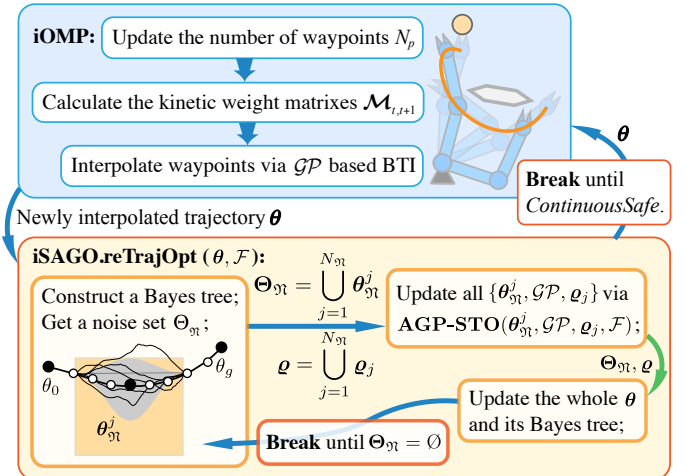 iOMP: Update the number of waypoints N_p
Calculate the kinetic weight matrixes 𝓜_{t,t+1}
Interpolate waypoints via 𝒢𝒫 based BTI
θ
Break until
ContinuousSafe.
Newly interpolated trajectory θ
iSAGO.reTrajOpt (θ, ℱ):
Construct a Bayes tree;
Get a noise set Θ_𝔑;
θ_0
θ_g
θ_𝔑^j
Θ_𝔑 = ⋃_{j=1}^{N_𝔑} θ_𝔑^j
ϱ = ⋃_{j=1}^{N_𝔑} ϱ_j
Update all {θ_𝔑^j, 𝒢𝒫, ϱ_j} via
AGP-STO(θ_𝔑^j, 𝒢𝒫, ϱ_j, ℱ);
Θ_𝔑, ϱ
Update the whole θ
and its Bayes tree;
Break until Θ_𝔑 = Ø